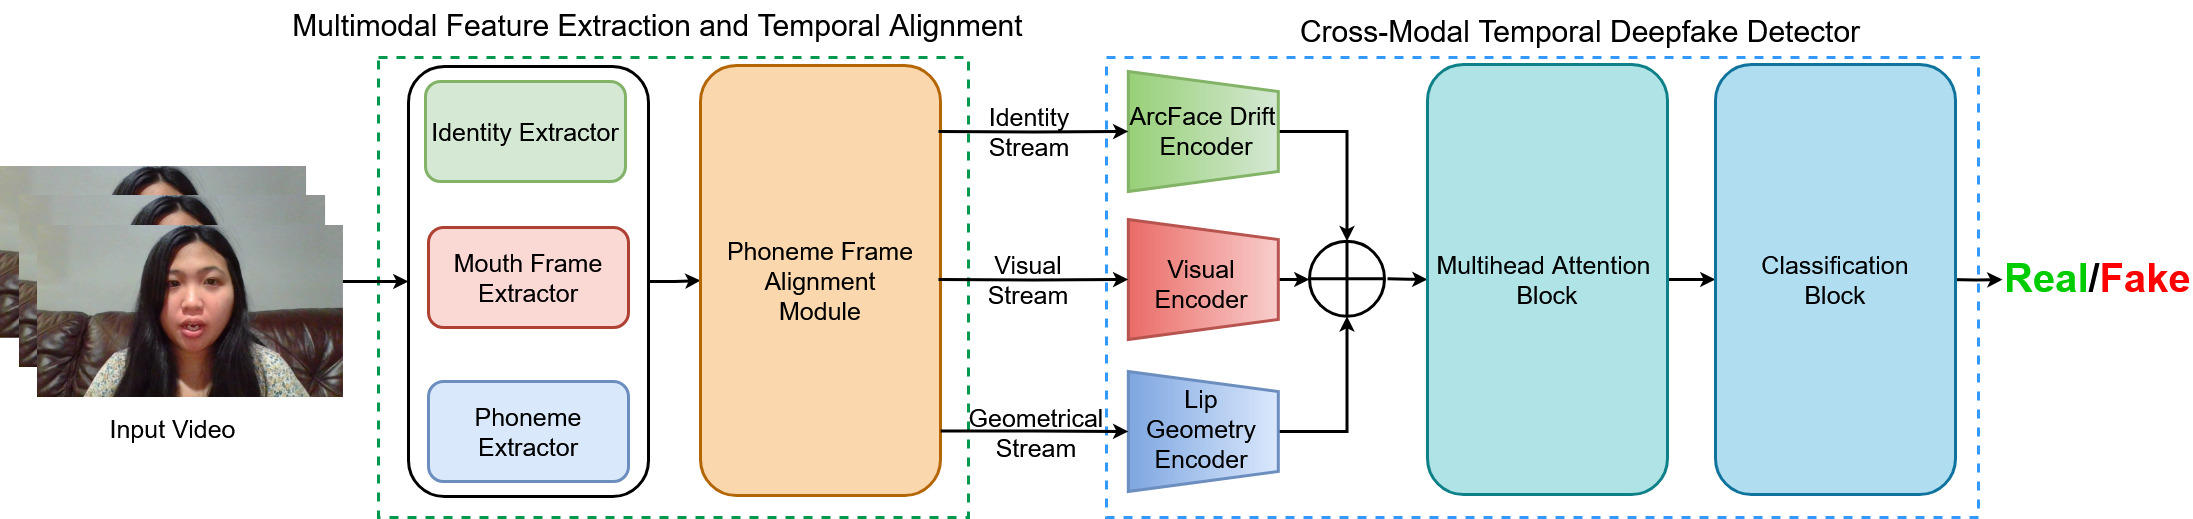 Multimodal Feature Extraction and Temporal Alignment
Cross-Modal Temporal Deepfake Detector
Input Video
Identity Extractor
Mouth Frame
Extractor
Phoneme
Extractor
Phoneme Frame
Alignment
Module
Identity
Stream
Visual
Stream
Geometrical
Stream
ArcFace Drift
Encoder
Visual
Encoder
Lip
Geometry
Encoder
Multihead Attention
Block
Classification
Block
Real/Fake